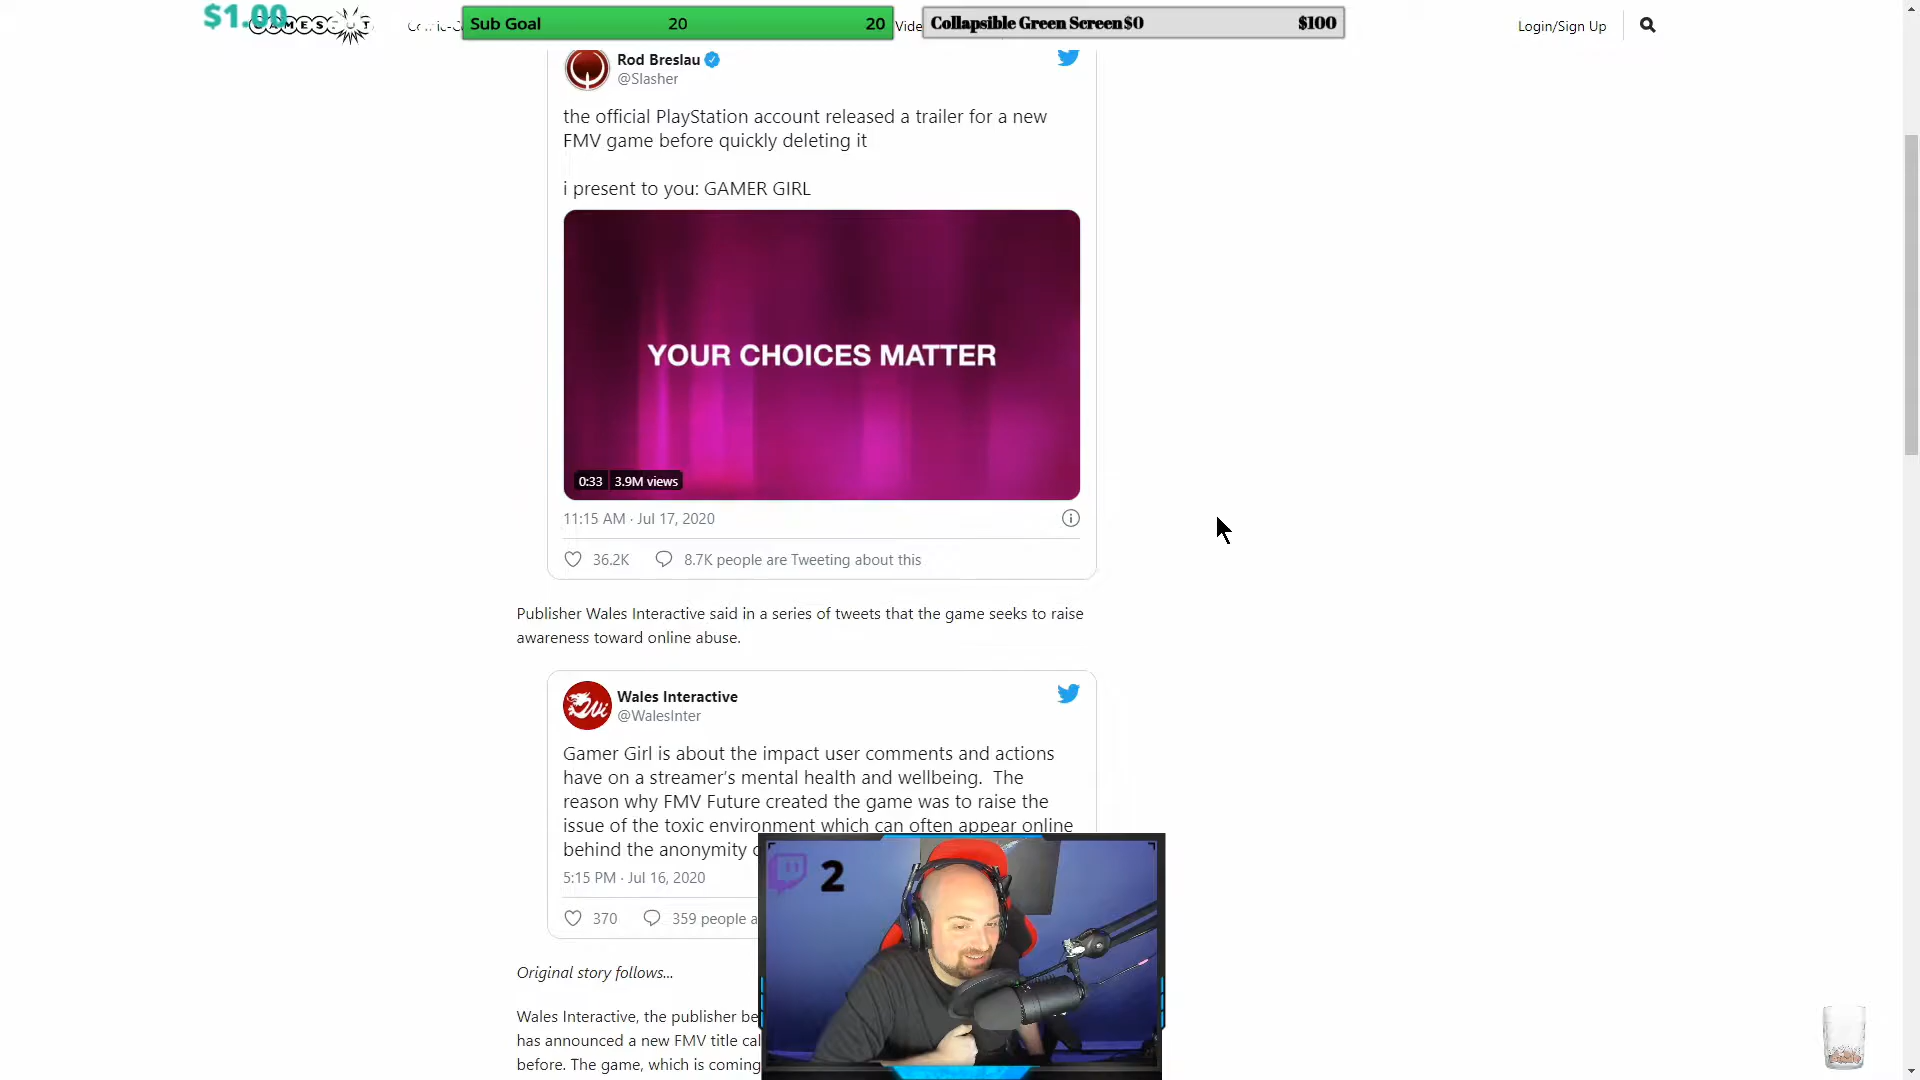 $1.00
GAMESPOT
Sub Goal 20 20
Vide
Collapsible Green Screen $0 $100
Login/Sign Up
Rod Breslau
@Slasher
the official PlayStation account released a trailer for a new
FMV game before quickly deleting it
i present to you: GAMER GIRL
YOUR CHOICES MATTER
0:33 3.9M views
11:15 AM · Jul 17, 2020
36.2K 8.7K people are Tweeting about this
Publisher Wales Interactive said in a series of tweets that the game seeks to raise
awareness toward online abuse.
Wi
Wales Interactive
@WalesInter
Gamer Girl is about the impact user comments and actions
have on a streamer's mental health and wellbeing. The
reason why FMV Future created the game was to raise the
issue of the toxic environment which can often appear online
behind the anonymity
5:15 PM · Jul 16, 2020
370 359 people a
2
Original story follows...
Wales Interactive, the publisher be
has announced a new FMV title cal
before. The game, which is coming